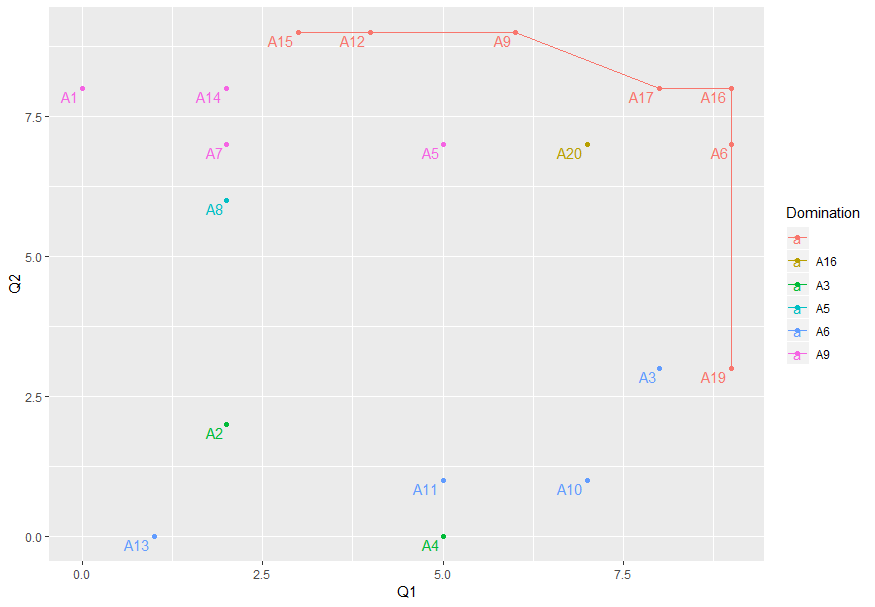 A15 A12 A9
A1 A14 A17 A16
A7 A5 A20 A6
A8
A3 A19
A2
A11 A10
A13 A4
7.5
5.0
2.5
0.0
Q2
0.0 2.5 5.0 7.5
Q1
Domination
a
a A16
a A3
a A5
a A6
a A9